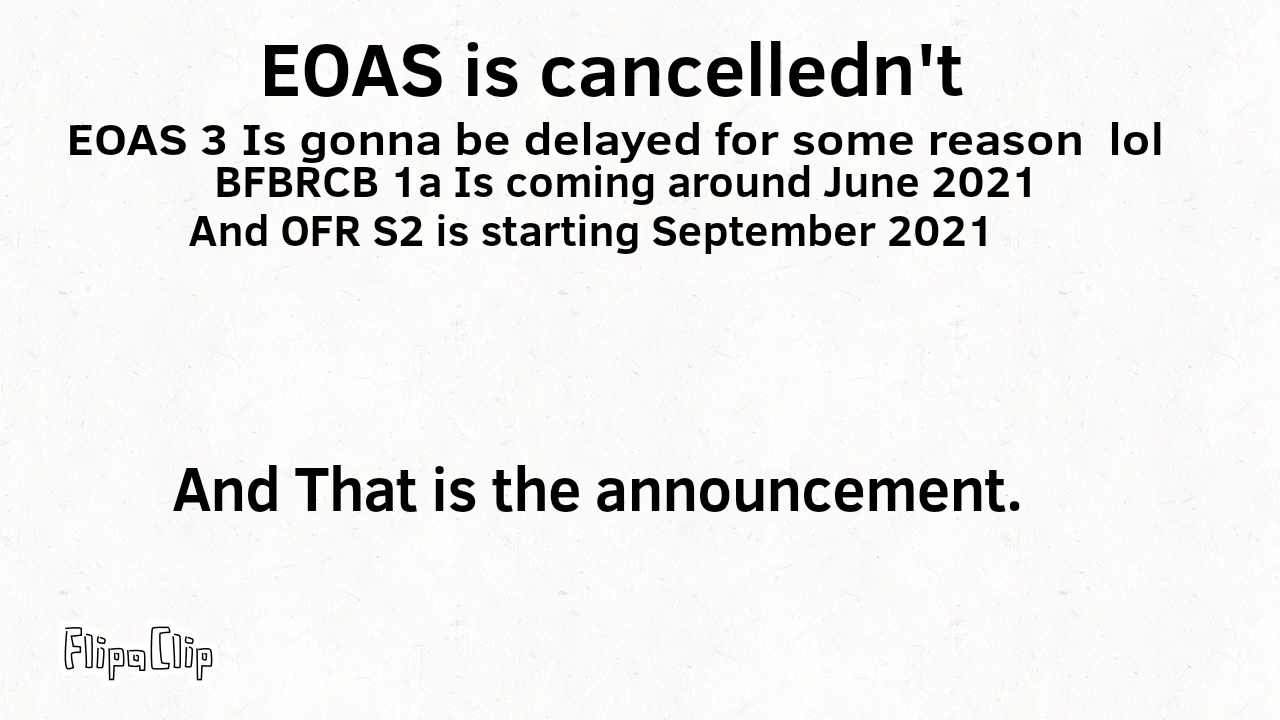 EOAS is cancelledn't
EOAS 3 Is gonna be delayed for some reason lol
BFBRCB 1a Is coming around June 2021
And OFR S2 is starting September 2021
And That is the announcement.
FlipaClip